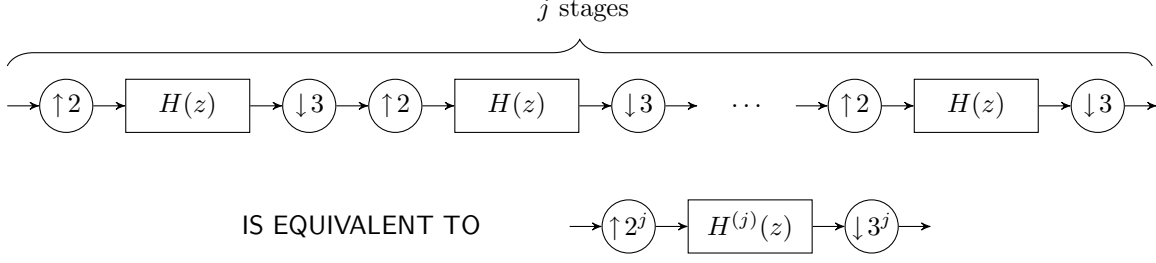 j stages
↑2 H(z) ↓3 ↑2 H(z) ↓3 ⋯ ↑2 H(z) ↓3
IS EQUIVALENT TO ↑2^j H^(j)(z) ↓3^j